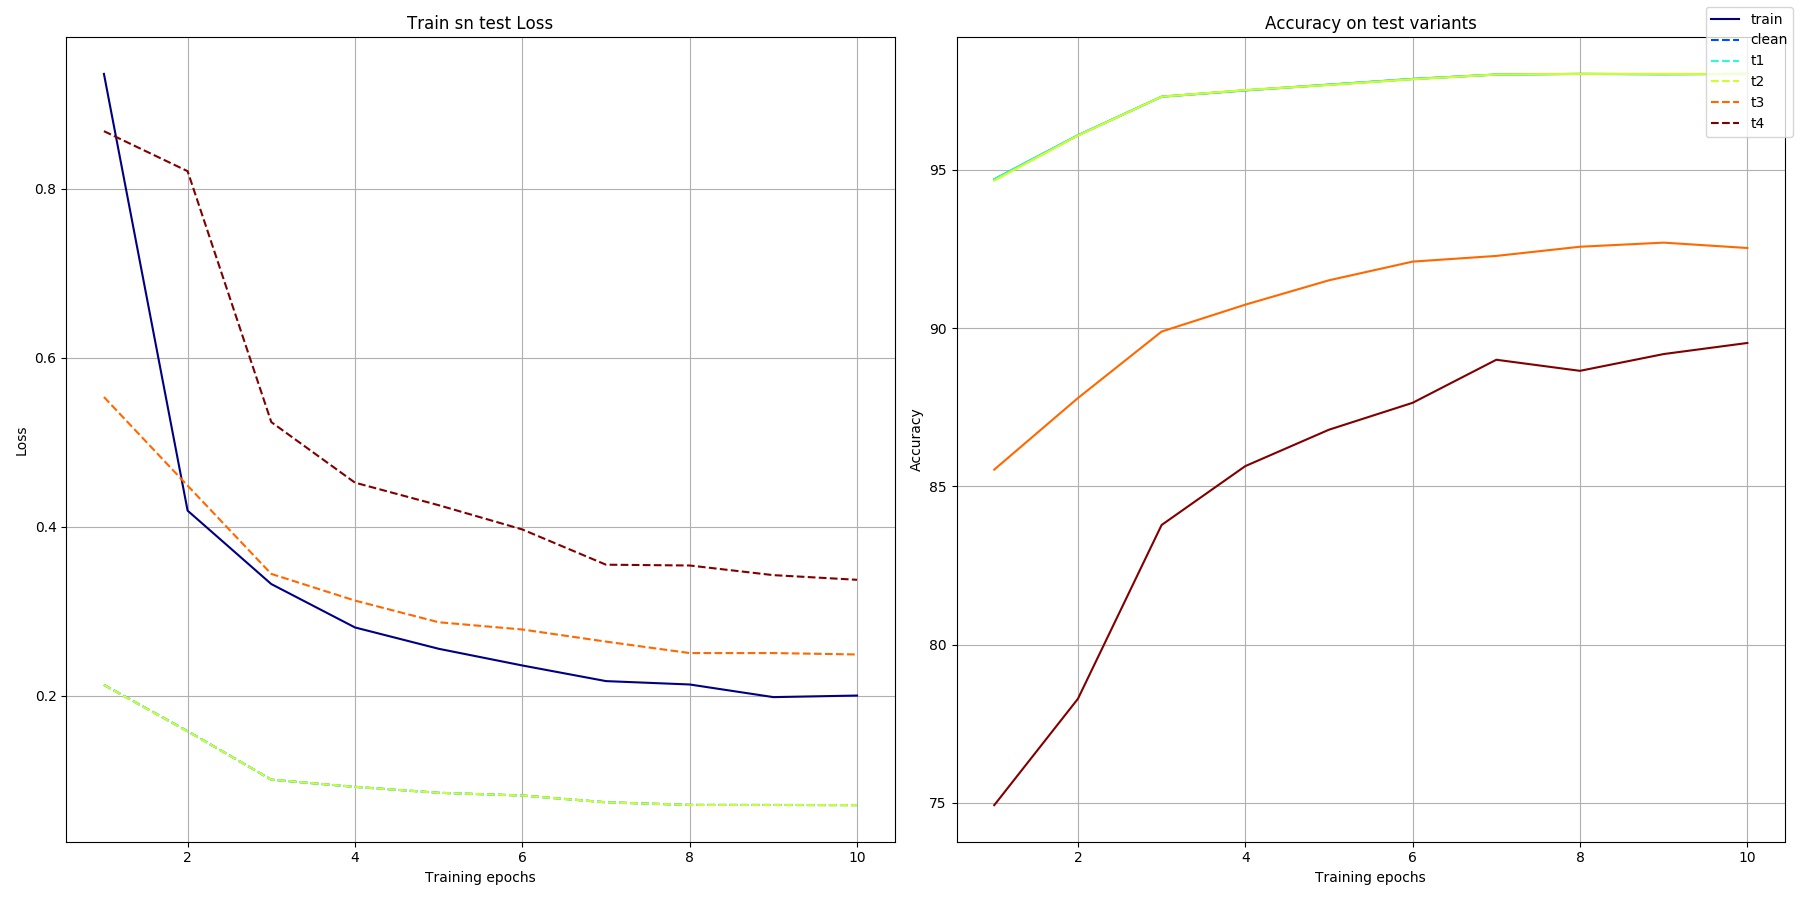 Train sn test Loss
Loss
0.8
0.6
0.4
0.2
2 4 6 8 10
Training epochs
Accuracy on test variants
Accuracy
95
90
85
80
75
2 4 6 8 10
Training epochs
train
clean
t1
t2
t3
t4